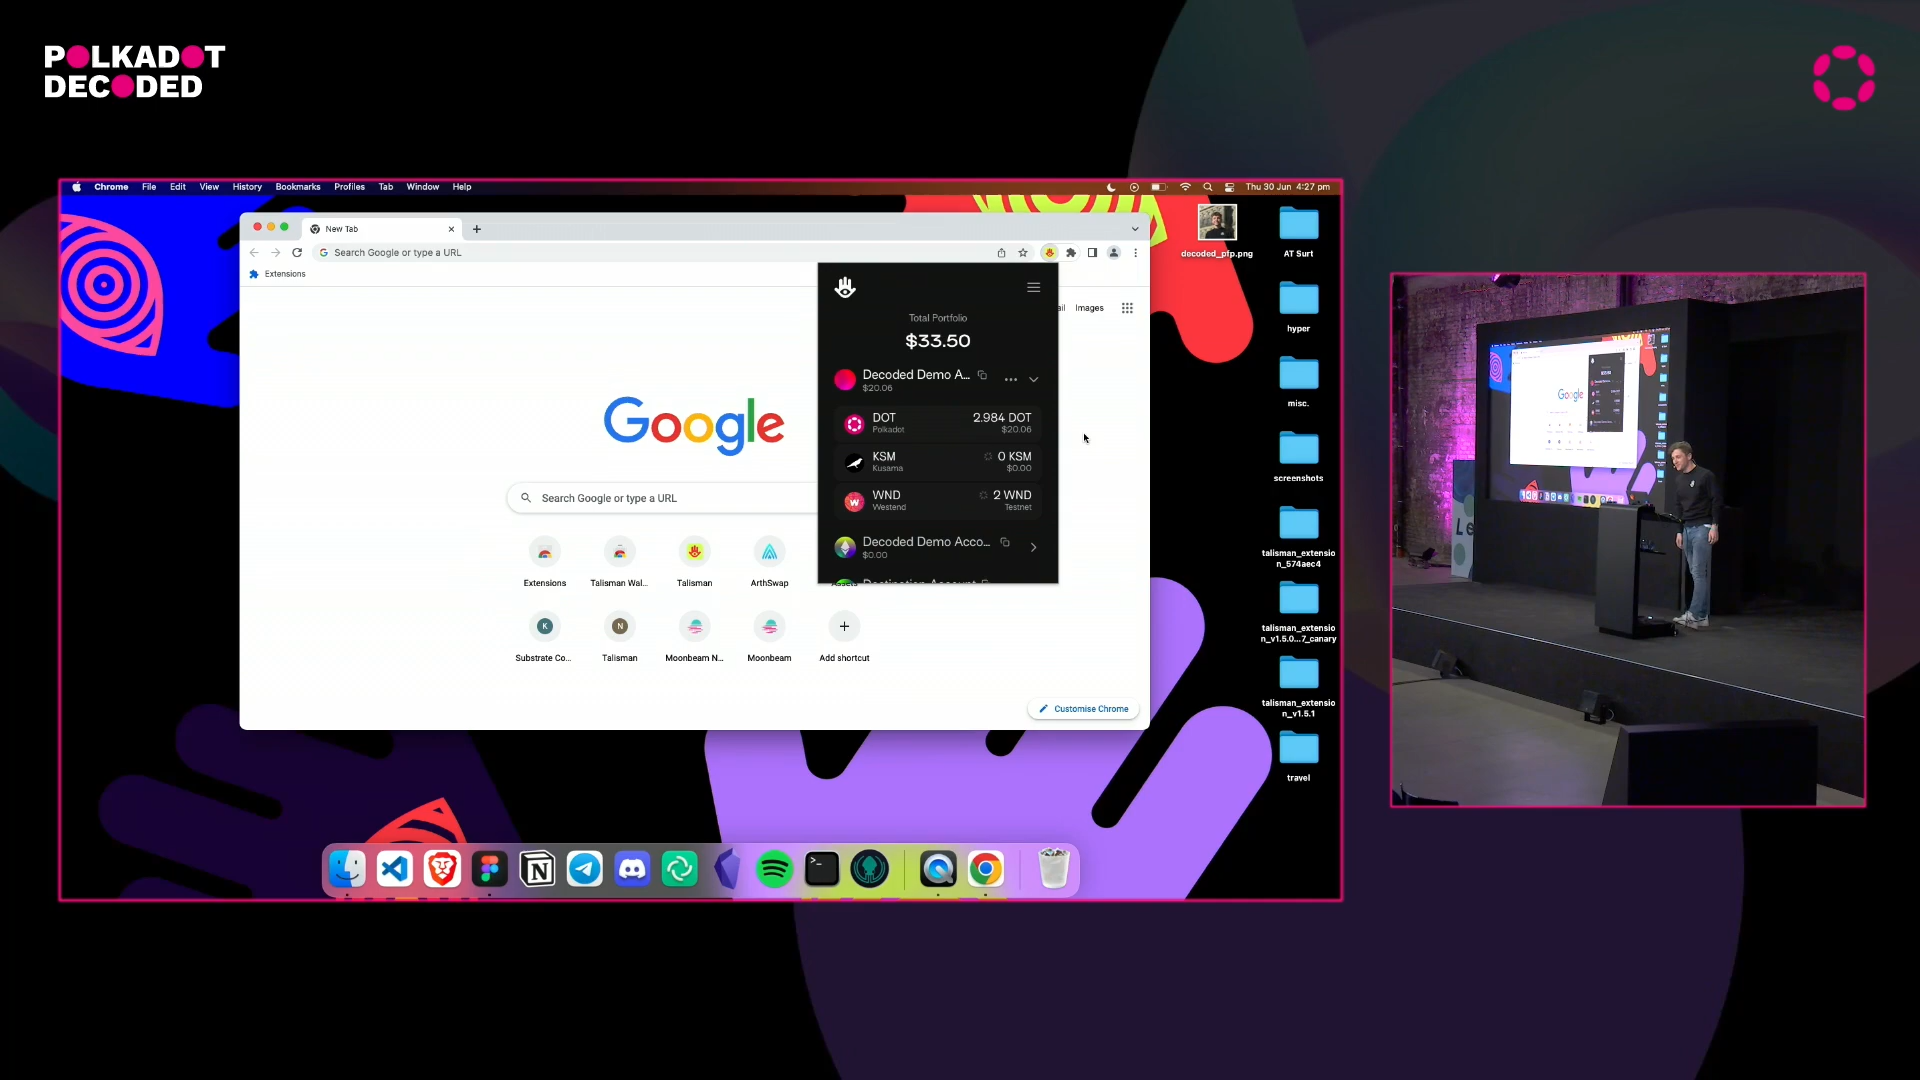 POLKADOT
DECODED
Chrome File Edit View History Bookmarks Profiles Tab Window Help
Thu 30 Jun 4:27 pm
New Tab
Search Google or type a URL
Extensions
Images
Total Portfolio
$33.50
Decoded Demo A...
$20.06
DOT 2.984 DOT
Polkadot $20.06
KSM 0 KSM
Kusama $0.00
WND 2 WND
Westend Testnet
Decoded Demo Acco...
$0.00
Google
Search Google or type a URL
Extensions
Talisman Wal...
Talisman
ArthSwap
K
Substrate Co...
N
Talisman
Moonbeam N...
Moonbeam
Add shortcut
Customise Chrome
decoded_pfp.png
AT Surt
hyper
misc.
screenshots
talisman_extensio
n_574aec4
talisman_extensio
n_v1.5.0...7_canary
talisman_extensio
n_v1.5.1
travel
Google